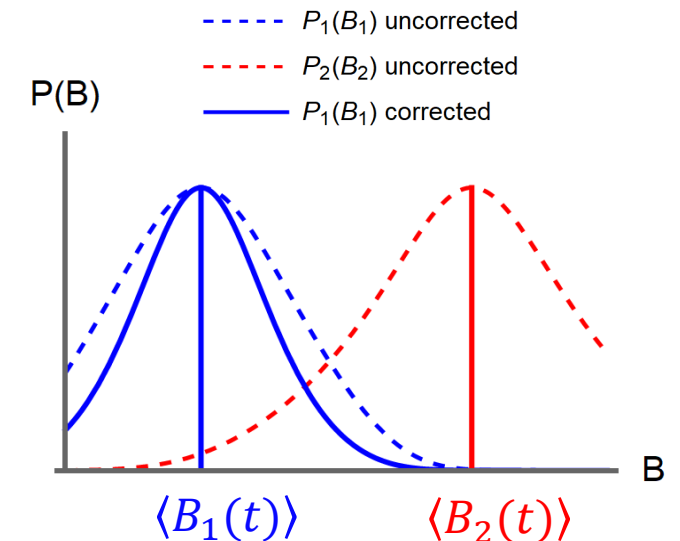 P₁(B₁) uncorrected
P₂(B₂) uncorrected
P₁(B₁) corrected
P(B)
B
⟨B₁(t)⟩ ⟨B₂(t)⟩